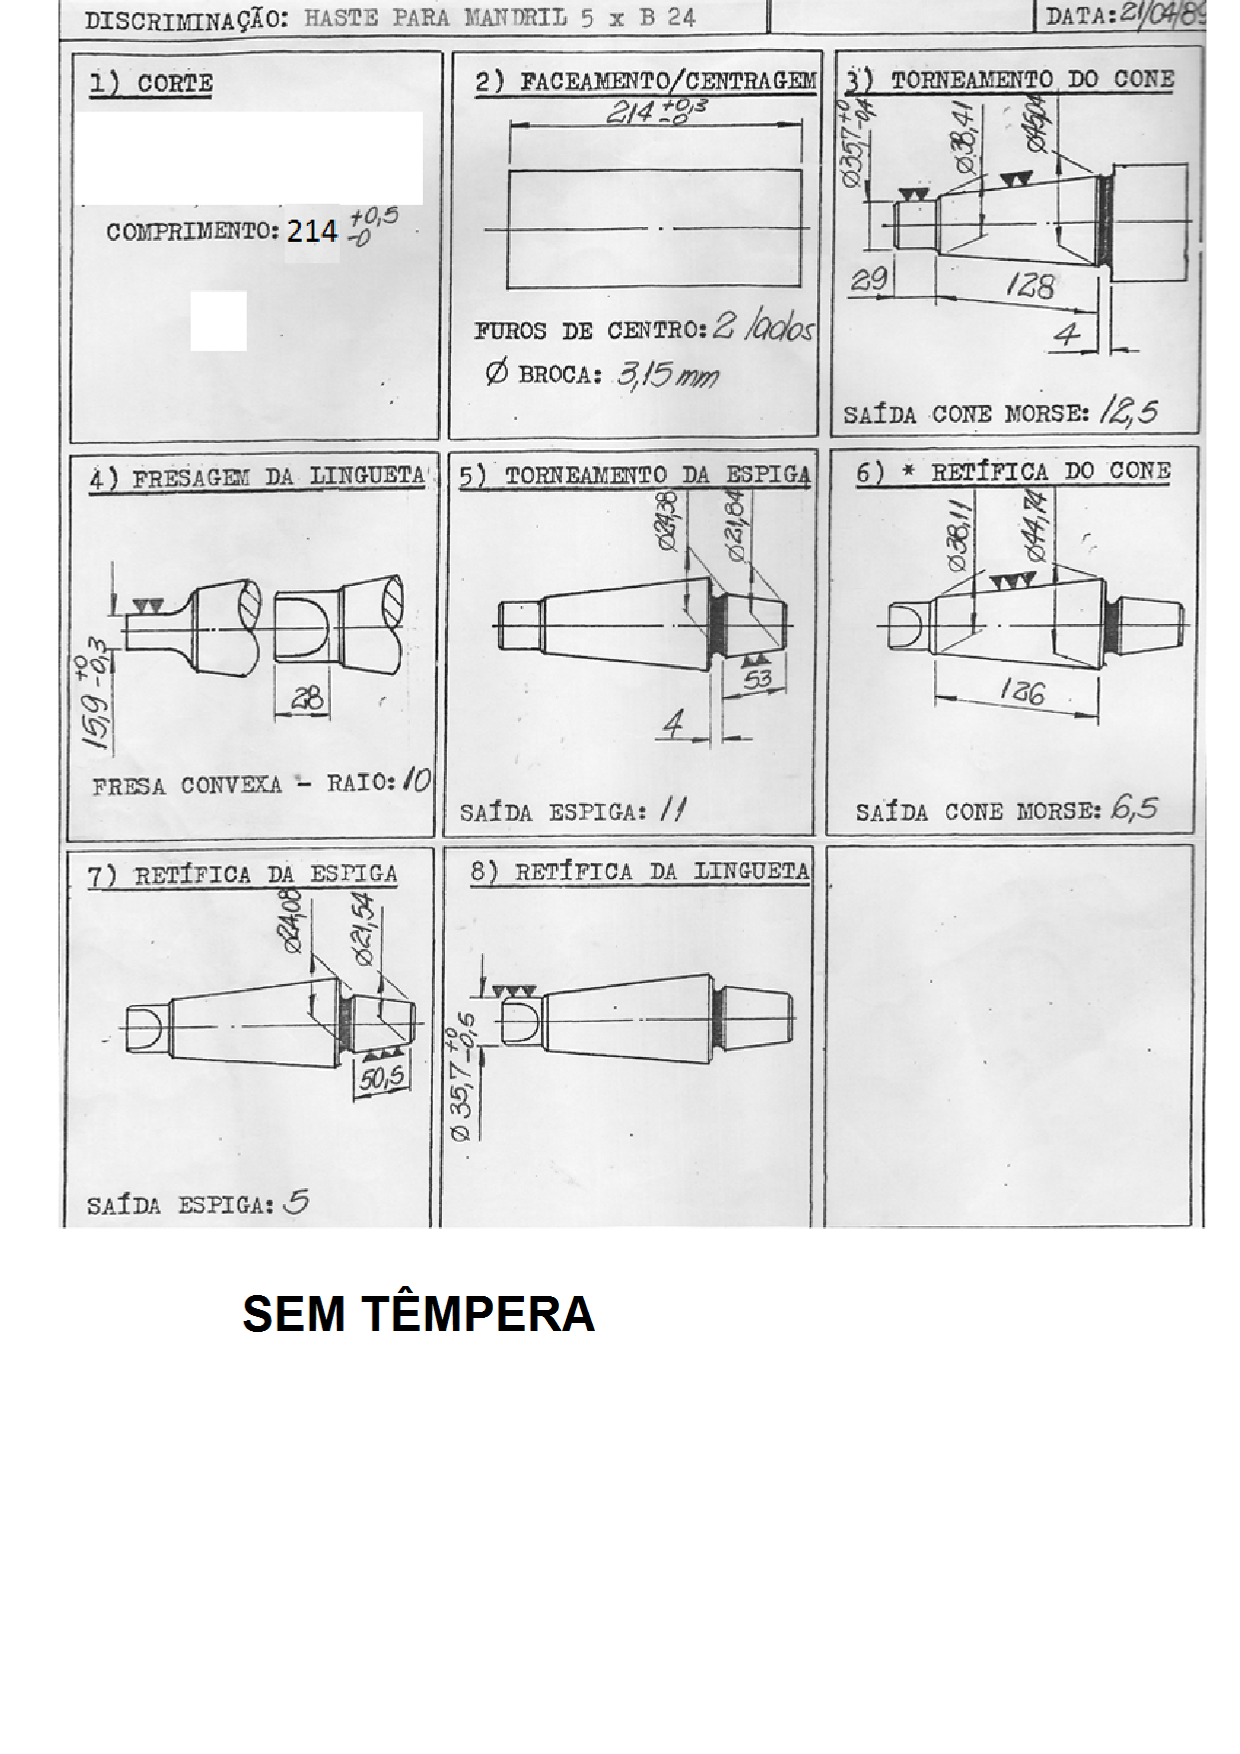 DISCRIMINAÇÃO: HASTE PARA MANDRIL 5 x B 24
DATA: 21/04/89
1) CORTE
COMPRIMENTO: 214 +0,5 -0
2) FACEAMENTO/CENTRAGEM
214 +0,3 -0
FUROS DE CENTRO: 2 lados
Ø BROCA: 3,15 mm
3) TORNEAMENTO DO CONE
Ø35,7 +0 -0,4
Ø38,41
Ø45,04
29
128
4
SAÍDA CONE MORSE: 12,5
4) FRESAGEM DA LINGUETA
15,9 +0 -0,3
28
FRESA CONVEXA - RAIO: 10
5) TORNEAMENTO DA ESPIGA
Ø24,38
Ø21,84
53
4
SAÍDA ESPIGA: 11
6) * RETÍFICA DO CONE
Ø38,11
Ø44,74
126
SAÍDA CONE MORSE: 6,5
7) RETÍFICA DA ESPIGA
Ø24,08
Ø21,54
50,5
SAÍDA ESPIGA: 5
8) RETÍFICA DA LINGUETA
Ø 35,7 +0 -0,5
SEM TÊMPERA